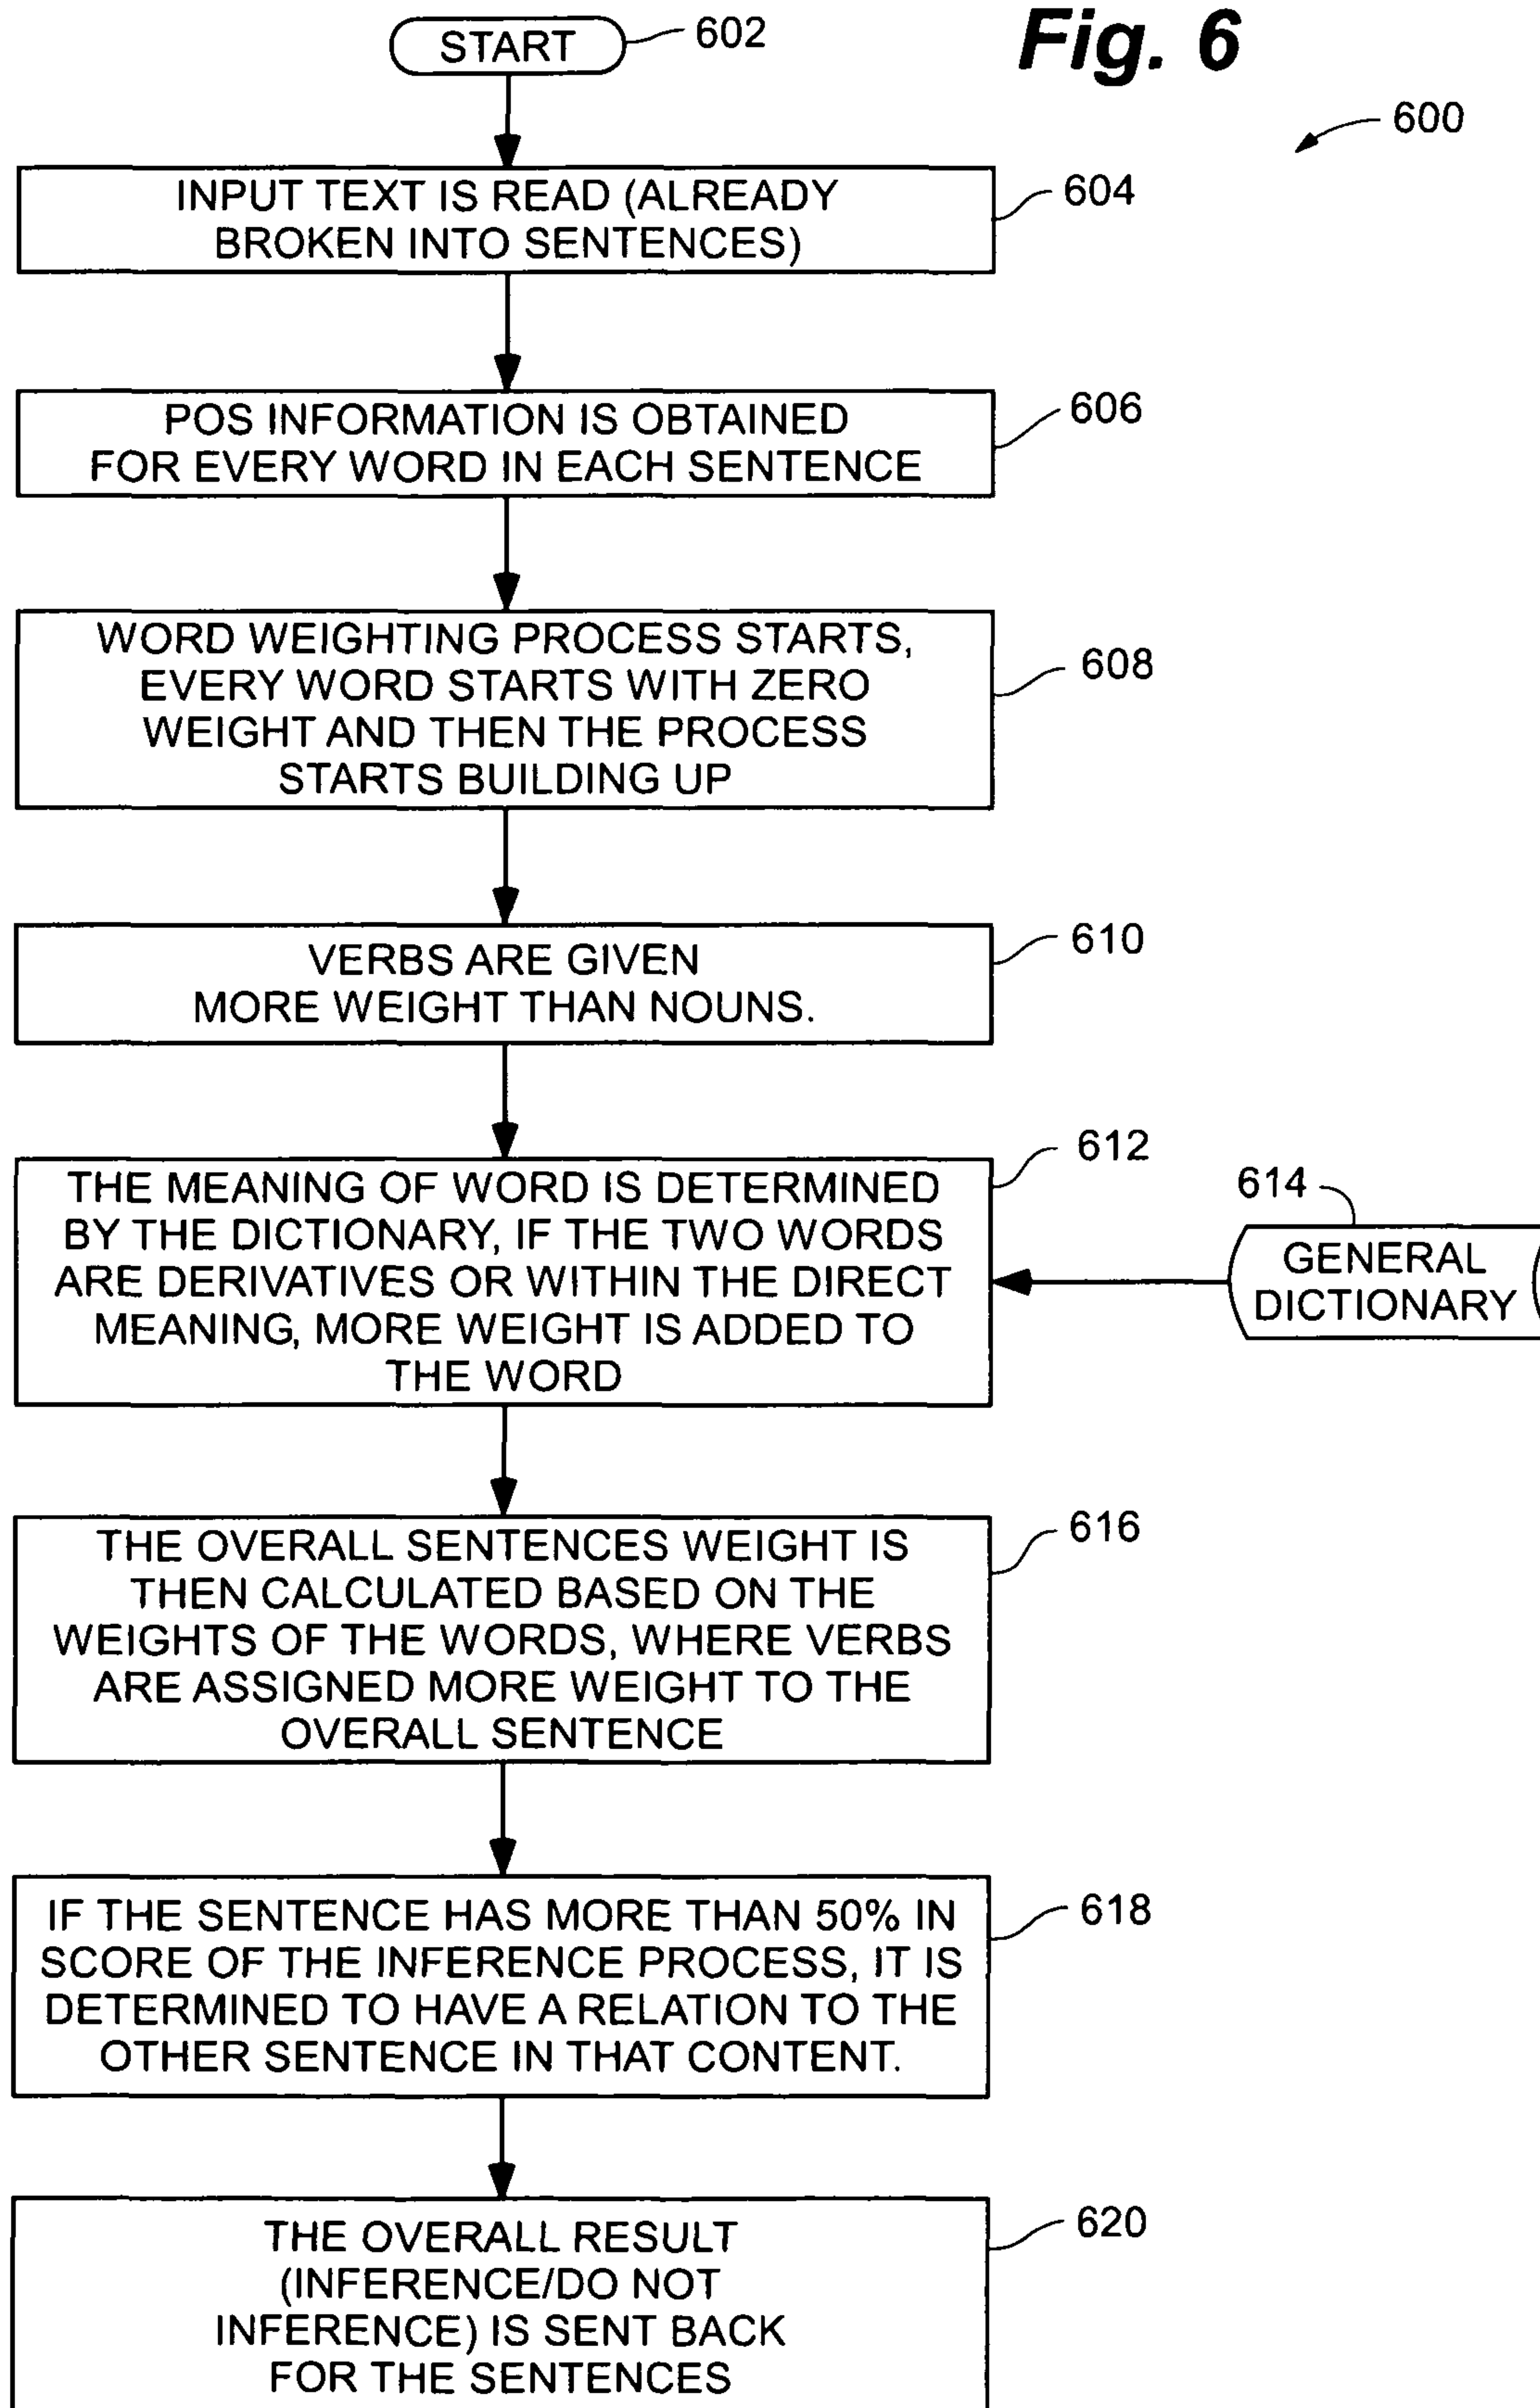 Fig. 6
600
START
602
INPUT TEXT IS READ (ALREADY
BROKEN INTO SENTENCES)
604
POS INFORMATION IS OBTAINED
FOR EVERY WORD IN EACH SENTENCE
606
WORD WEIGHTING PROCESS STARTS,
EVERY WORD STARTS WITH ZERO
WEIGHT AND THEN THE PROCESS
STARTS BUILDING UP
608
VERBS ARE GIVEN
MORE WEIGHT THAN NOUNS.
610
THE MEANING OF WORD IS DETERMINED
BY THE DICTIONARY, IF THE TWO WORDS
ARE DERIVATIVES OR WITHIN THE DIRECT
MEANING, MORE WEIGHT IS ADDED TO
THE WORD
612
614
GENERAL
DICTIONARY
THE OVERALL SENTENCES WEIGHT IS
THEN CALCULATED BASED ON THE
WEIGHTS OF THE WORDS, WHERE VERBS
ARE ASSIGNED MORE WEIGHT TO THE
OVERALL SENTENCE
616
IF THE SENTENCE HAS MORE THAN 50% IN
SCORE OF THE INFERENCE PROCESS, IT IS
DETERMINED TO HAVE A RELATION TO THE
OTHER SENTENCE IN THAT CONTENT.
618
THE OVERALL RESULT
(INFERENCE/DO NOT
INFERENCE) IS SENT BACK
FOR THE SENTENCES
620